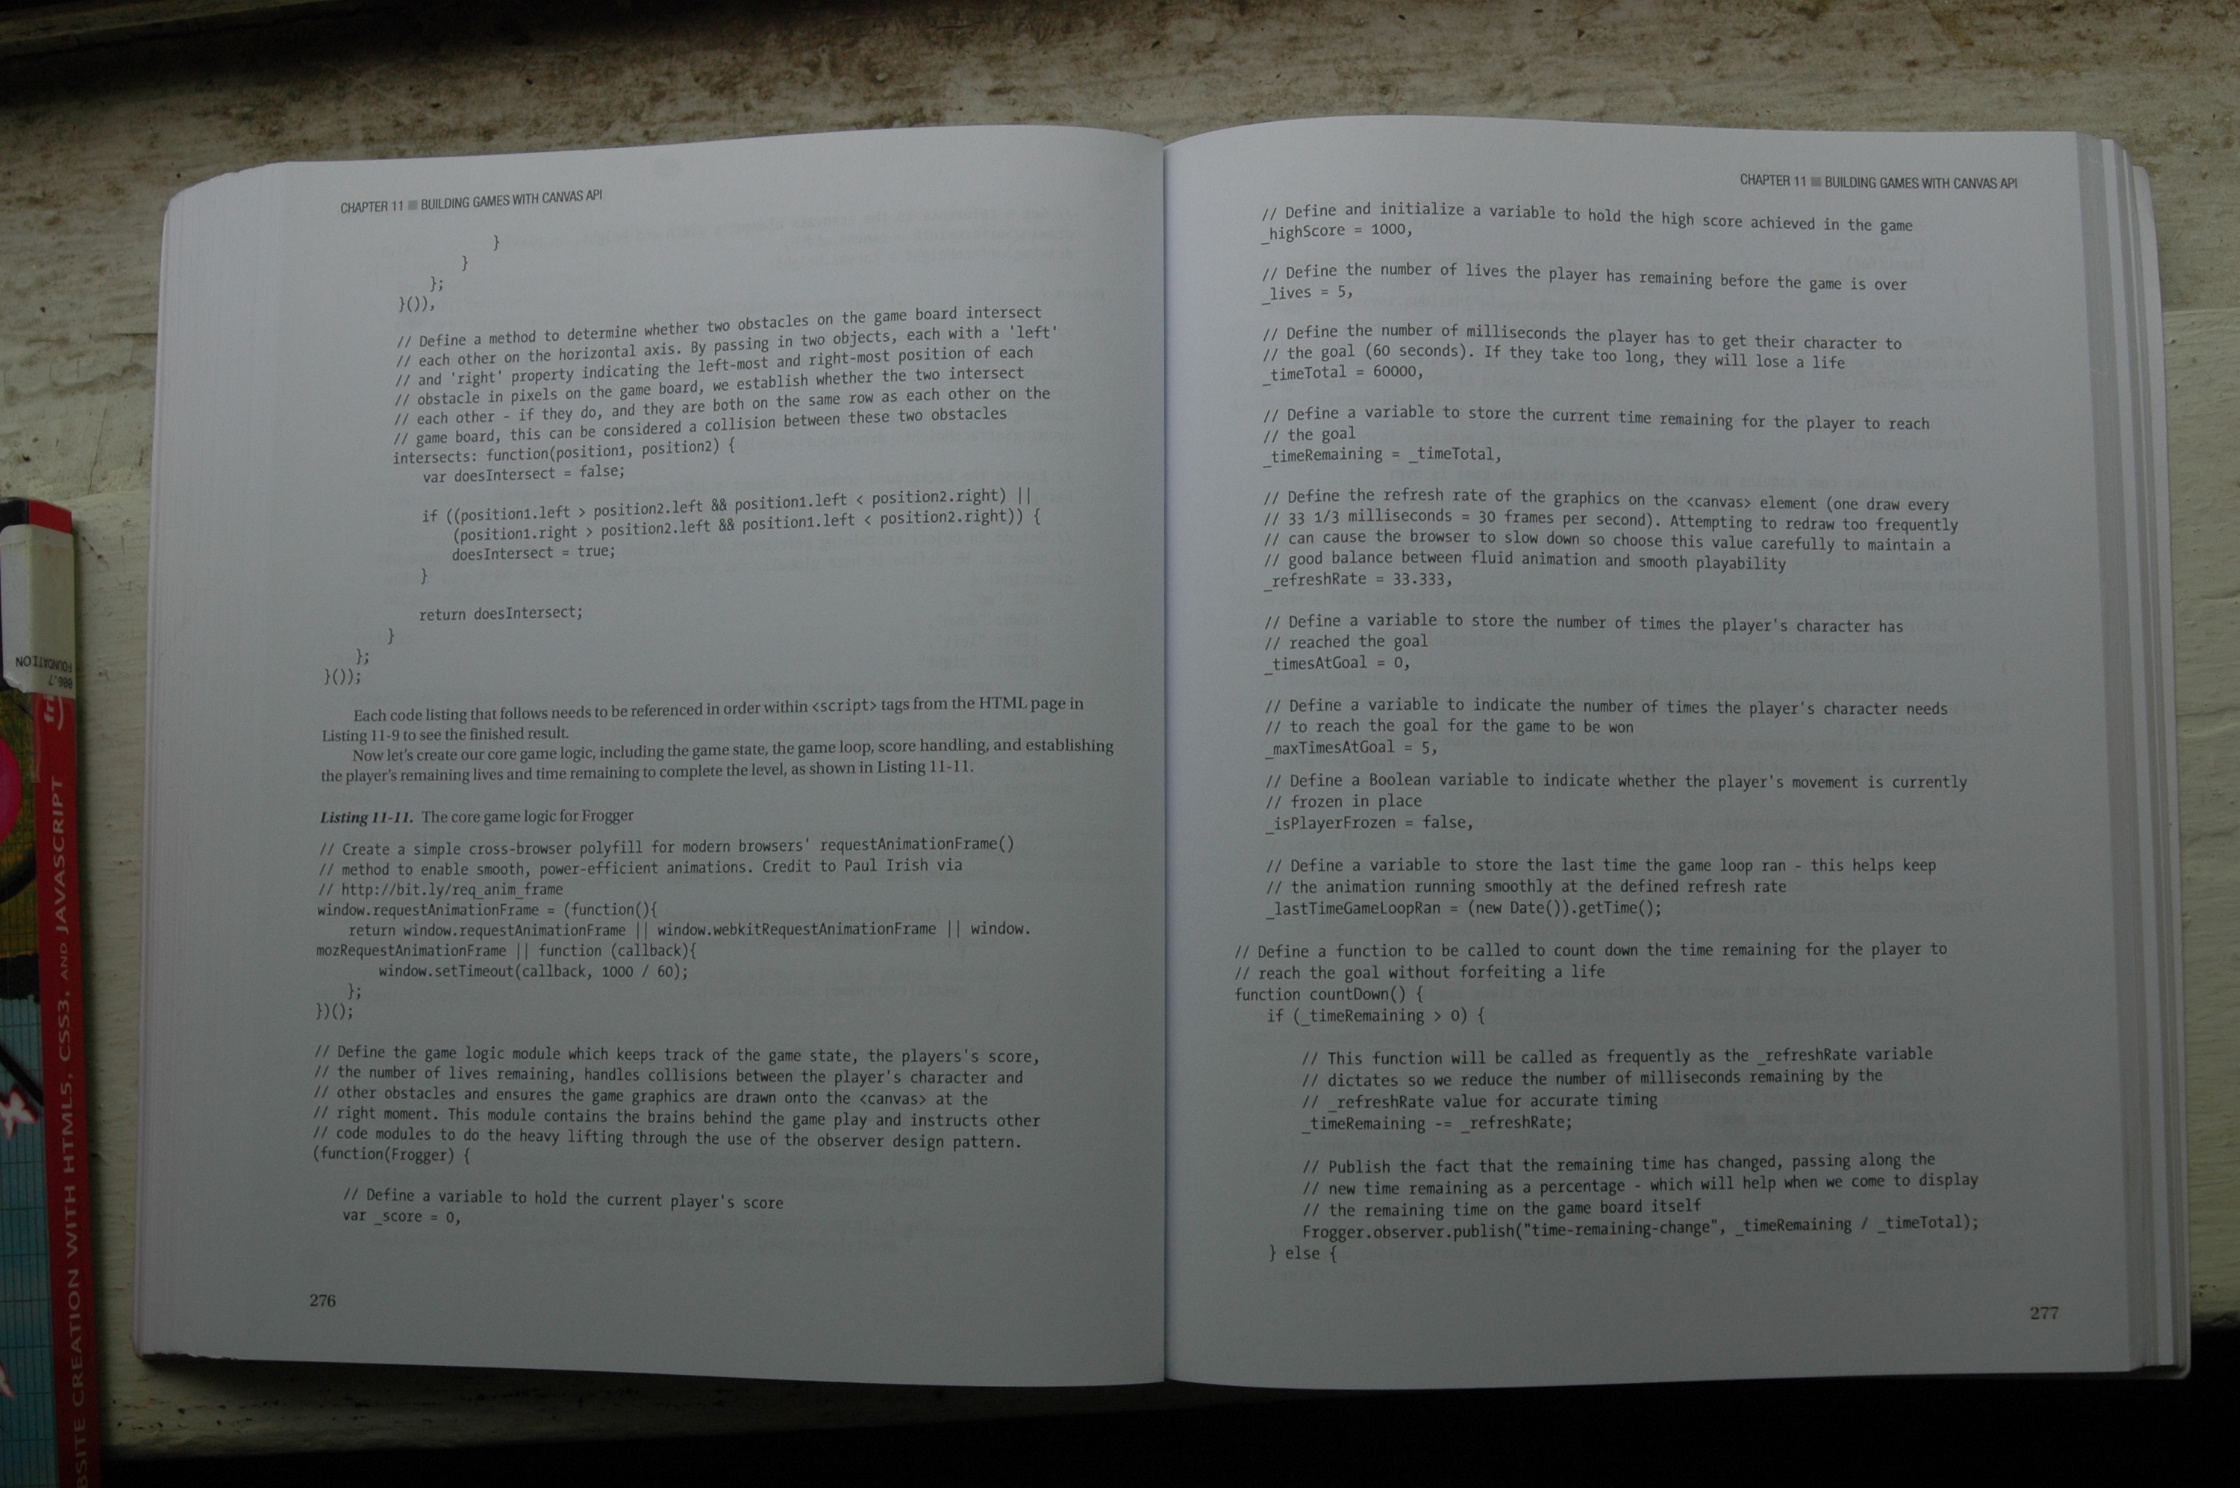 CHAPTER 11 ■ BUILDING GAMES WITH CANVAS API
}
}
};
}()),
// Define a method to determine whether two obstacles on the game board intersect
// each other on the horizontal axis. By passing in two objects, each with a 'left'
// and 'right' property indicating the left-most and right-most position of each
// obstacle in pixels on the game board, we establish whether the two intersect
// each other - if they do, and they are both on the same row as each other on the
// game board, this can be considered a collision between these two obstacles
intersects: function(position1, position2) {
var doesIntersect = false;
if ((position1.left > position2.left && position1.left < position2.right) ||
(position1.right > position2.left && position1.left < position2.right)) {
doesIntersect = true;
}
return doesIntersect;
}
};
}());
Each code listing that follows needs to be referenced in order within <script> tags from the HTML page in
Listing 11-9 to see the finished result.
Now let's create our core game logic, including the game state, the game loop, score handling, and establishing
the player's remaining lives and time remaining to complete the level, as shown in Listing 11-11.
Listing 11-11. The core game logic for Frogger
// Create a simple cross-browser polyfill for modern browsers' requestAnimationFrame()
// method to enable smooth, power-efficient animations. Credit to Paul Irish via
// http://bit.ly/req_anim_frame
window.requestAnimationFrame = (function(){
return window.requestAnimationFrame || window.webkitRequestAnimationFrame || window.
mozRequestAnimationFrame || function (callback){
window.setTimeout(callback, 1000 / 60);
};
})();
// Define the game logic module which keeps track of the game state, the players's score,
// the number of lives remaining, handles collisions between the player's character and
// other obstacles and ensures the game graphics are drawn onto the <canvas> at the
// right moment. This module contains the brains behind the game play and instructs other
// code modules to do the heavy lifting through the use of the observer design pattern.
(function(Frogger) {
// Define a variable to hold the current player's score
var _score = 0,
276
CHAPTER 11 ■ BUILDING GAMES WITH CANVAS API
// Define and initialize a variable to hold the high score achieved in the game
_highScore = 1000,
// Define the number of lives the player has remaining before the game is over
_lives = 5,
// Define the number of milliseconds the player has to get their character to
// the goal (60 seconds). If they take too long, they will lose a life
_timeTotal = 60000,
// Define a variable to store the current time remaining for the player to reach
// the goal
_timeRemaining = _timeTotal,
// Define the refresh rate of the graphics on the <canvas> element (one draw every
// 33 1/3 milliseconds = 30 frames per second). Attempting to redraw too frequently
// can cause the browser to slow down so choose this value carefully to maintain a
// good balance between fluid animation and smooth playability
_refreshRate = 33.333,
// Define a variable to store the number of times the player's character has
// reached the goal
_timesAtGoal = 0,
// Define a variable to indicate the number of times the player's character needs
// to reach the goal for the game to be won
_maxTimesAtGoal = 5,
// Define a Boolean variable to indicate whether the player's movement is currently
// frozen in place
_isPlayerFrozen = false,
// Define a variable to store the last time the game loop ran - this helps keep
// the animation running smoothly at the defined refresh rate
_lastTimeGameLoopRan = (new Date()).getTime();
// Define a function to be called to count down the time remaining for the player to
// reach the goal without forfeiting a life
function countDown() {
if (_timeRemaining > 0) {
// This function will be called as frequently as the _refreshRate variable
// dictates so we reduce the number of milliseconds remaining by the
// _refreshRate value for accurate timing
_timeRemaining -= _refreshRate;
// Publish the fact that the remaining time has changed, passing along the
// new time remaining as a percentage - which will help when we come to display
// the remaining time on the game board itself
Frogger.observer.publish("time-remaining-change", _timeRemaining / _timeTotal);
} else {
277
FOUNDATION
006.7
BSITE CREATION WITH HTML5, CSS3, AND JAVASCRIPT